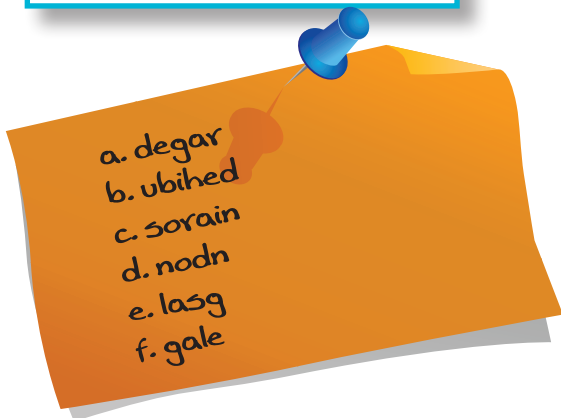 a. degar
b. ubihed
c. sorain
d. nodn
e. lasg
f. gale